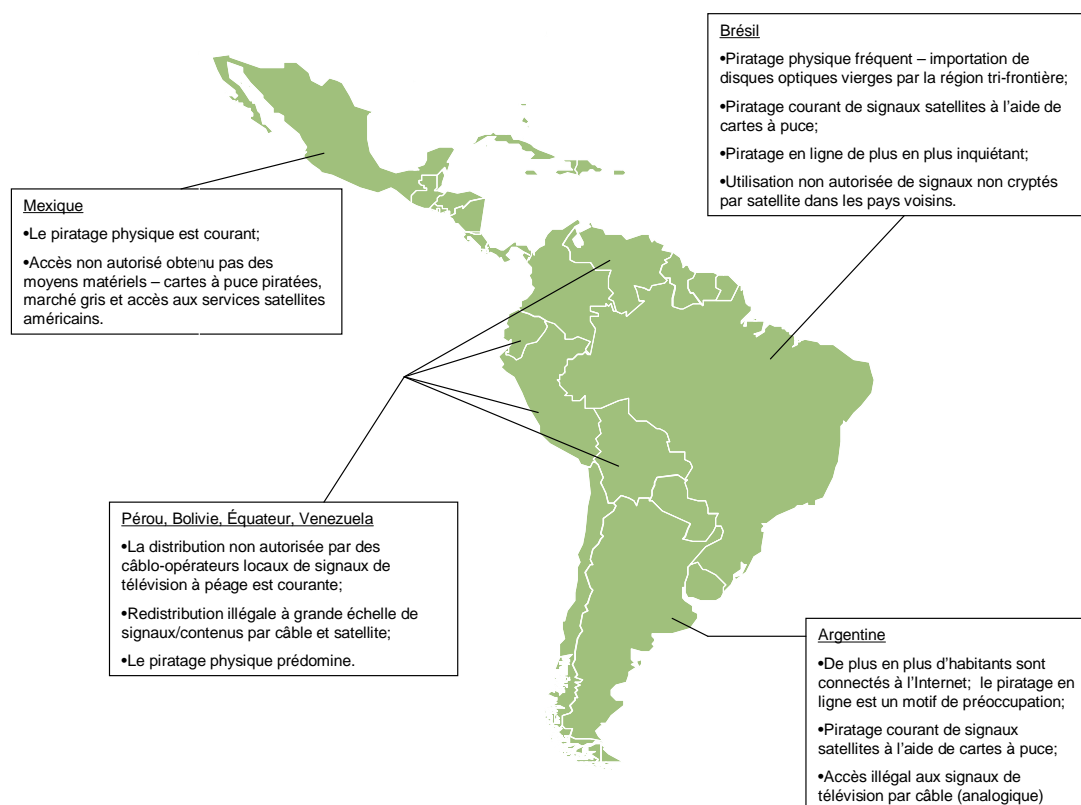 Brésil
•Piratage physique fréquent – importation de
disques optiques vierges par la région tri-frontière;
•Piratage courant de signaux satellites à l'aide de
cartes à puce;
•Piratage en ligne de plus en plus inquiétant;
•Utilisation non autorisée de signaux non cryptés
par satellite dans les pays voisins.
Mexique
•Le piratage physique est courant;
•Accès non autorisé obtenu pas des
moyens matériels – cartes à puce piratées,
marché gris et accès aux services satellites
américains.
Pérou, Bolivie, Équateur, Venezuela
•La distribution non autorisée par des
câblo-opérateurs locaux de signaux de
télévision à péage est courante;
•Redistribution illégale à grande échelle de
signaux/contenus par câble et satellite;
•Le piratage physique prédomine.
Argentine
•De plus en plus d'habitants sont
connectés à l'Internet; le piratage en
ligne est un motif de préoccupation;
•Piratage courant de signaux
satellites à l'aide de cartes à puce;
•Accès illégal aux signaux de
télévision par câble (analogique)